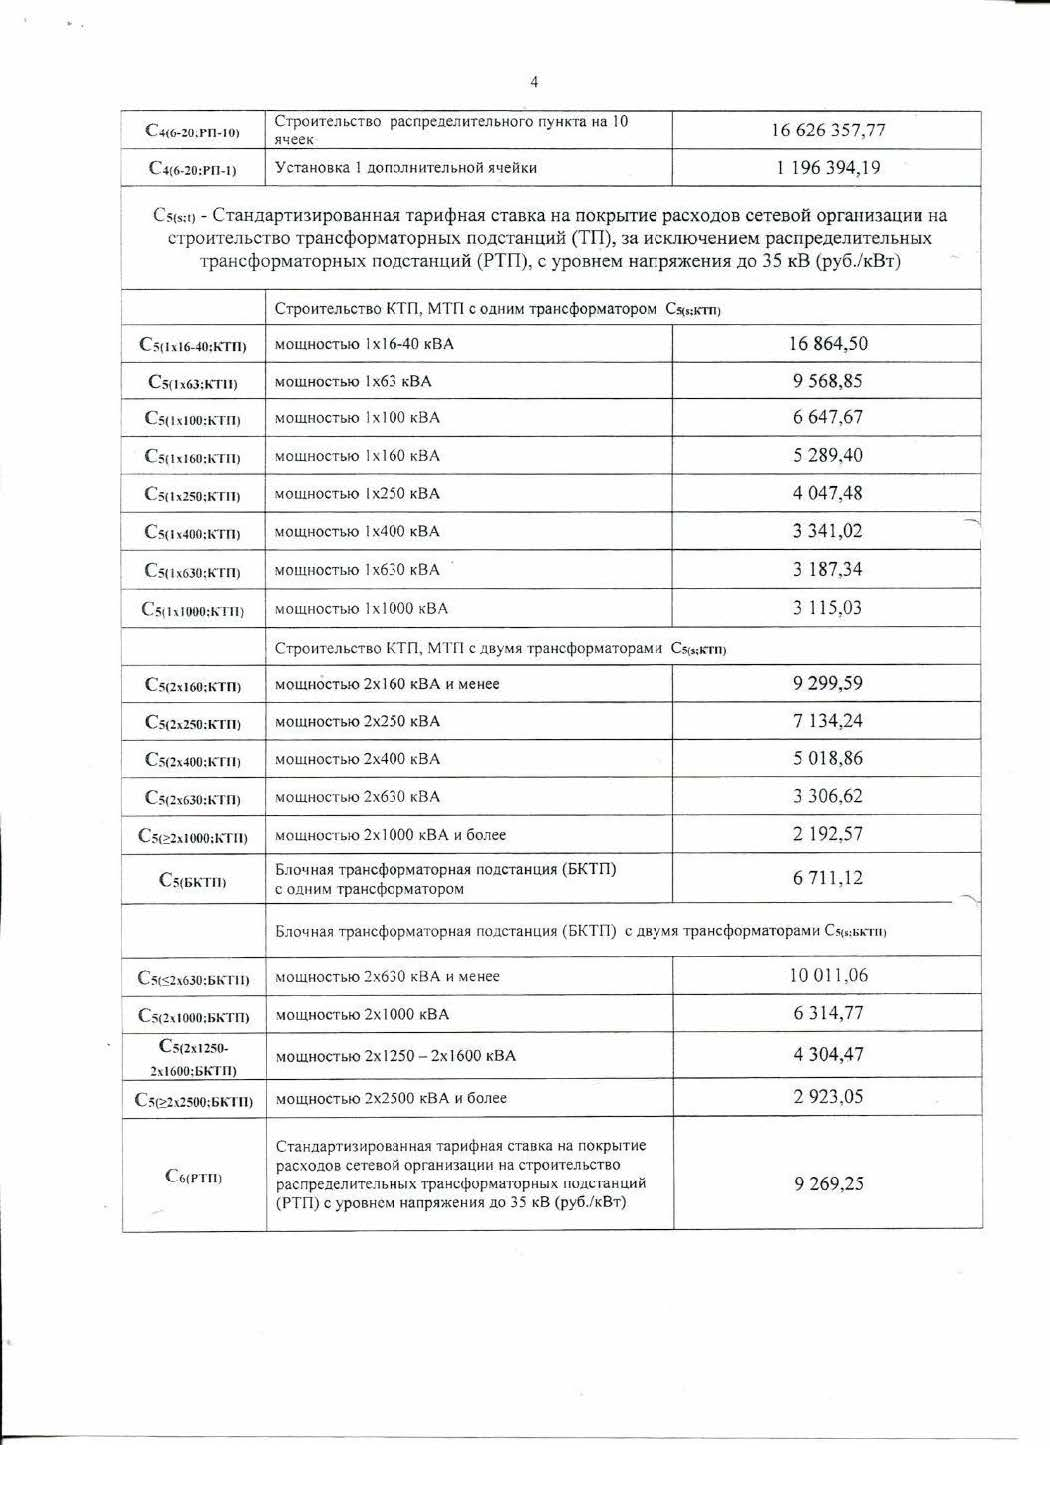 4
C4(6-20;РП-10) Строительство распределительного пункта на 10 16 626 357,77
ячеек
C4(6-20;РП-1) Установка 1 дополнительной ячейки 1 196 394,19
C5(s;t) - Стандартизированная тарифная ставка на покрытие расходов сетевой организации на
строительство трансформаторных подстанций (ТП), за исключением распределительных
трансформаторных подстанций (РТП), с уровнем напряжения до 35 кВ (руб./кВт)
Строительство КТП, МТП с одним трансформатором C5(s;КТП)
C5(1х16-40;КТП) мощностью 1х16-40 кВА 16 864,50
C5(1х63;КТП) мощностью 1х63 кВА 9 568,85
C5(1х100;КТП) мощностью 1х100 кВА 6 647,67
C5(1х160;КТП) мощностью 1х160 кВА 5 289,40
C5(1х250;КТП) мощностью 1х250 кВА 4 047,48
C5(1х400;КТП) мощностью 1х400 кВА 3 341,02
C5(1х630;КТП) мощностью 1х630 кВА 3 187,34
C5(1х1000;КТП) мощностью 1х1000 кВА 3 115,03
Строительство КТП, МТП с двумя трансформаторами C5(s;КТП)
C5(2х160;КТП) мощностью 2х160 кВА и менее 9 299,59
C5(2х250;КТП) мощностью 2х250 кВА 7 134,24
C5(2х400;КТП) мощностью 2х400 кВА 5 018,86
C5(2х630;КТП) мощностью 2х630 кВА 3 306,62
C5(≥2х1000;КТП) мощностью 2х1000 кВА и более 2 192,57
C5(БКТП) Блочная трансформаторная подстанция (БКТП) 6 711,12
с одним трансформатором
Блочная трансформаторная подстанция (БКТП) с двумя трансформаторами C5(s;БКТП)
C5(≤2х630;БКТП) мощностью 2х630 кВА и менее 10 011,06
C5(2х1000;БКТП) мощностью 2х1000 кВА 6 314,77
C5(2х1250-
2х1600;БКТП) мощностью 2х1250 – 2х1600 кВА 4 304,47
C5(≥2х2500;БКТП) мощностью 2х2500 кВА и более 2 923,05
Стандартизированная тарифная ставка на покрытие
расходов сетевой организации на строительство
C6(РТП) распределительных трансформаторных подстанций 9 269,25
(РТП) с уровнем напряжения до 35 кВ (руб./кВт)